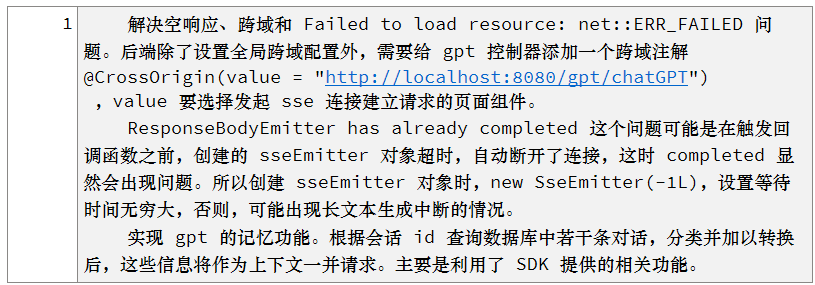 1
解决空响应、跨域和 Failed to load resource: net::ERR_FAILED 问
题。后端除了设置全局跨域配置外，需要给 gpt 控制器添加一个跨域注解
@CrossOrigin(value = "http://localhost:8080/gpt/chatGPT")
，value 要选择发起 sse 连接建立请求的页面组件。
ResponseBodyEmitter has already completed 这个问题可能是在触发回
调函数之前，创建的 sseEmitter 对象超时，自动断开了连接，这时 completed 显
然会出现问题。所以创建 sseEmitter 对象时，new SseEmitter(-1L)，设置等待
时间无穷大，否则，可能出现长文本生成中断的情况。
实现 gpt 的记忆功能。根据会话 id 查询数据库中若干条对话，分类并加以转换
后，这些信息将作为上下文一并请求。主要是利用了 SDK 提供的相关功能。